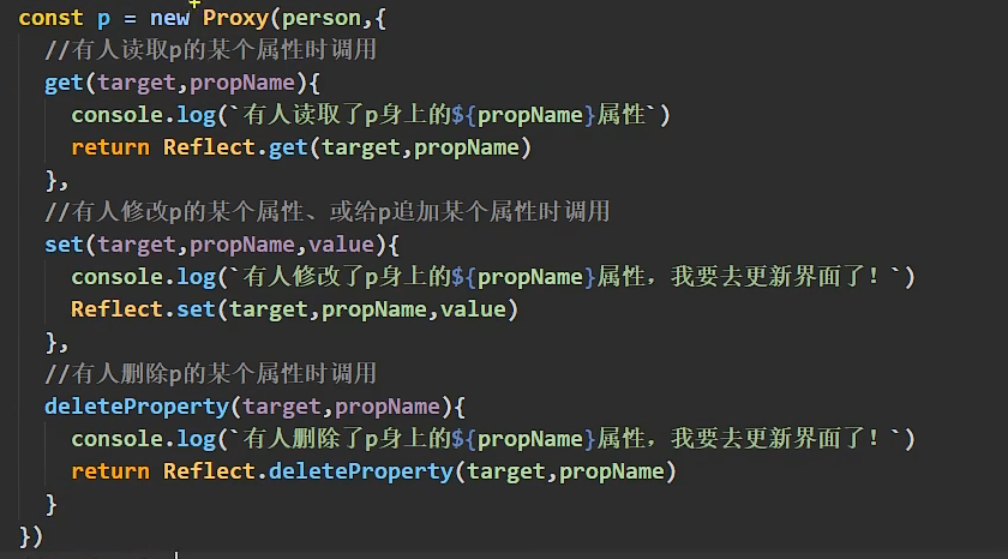 const p = new Proxy(person,{
//有人读取p的某个属性时调用
get(target,propName){
console.log(`有人读取了p身上的${propName}属性`)
return Reflect.get(target,propName)
},
//有人修改p的某个属性、或给p追加某个属性时调用
set(target,propName,value){
console.log(`有人修改了p身上的${propName}属性，我要去更新界面了！`)
Reflect.set(target,propName,value)
},
//有人删除p的某个属性时调用
deleteProperty(target,propName){
console.log(`有人删除了p身上的${propName}属性，我要去更新界面了！`)
return Reflect.deleteProperty(target,propName)
}
})